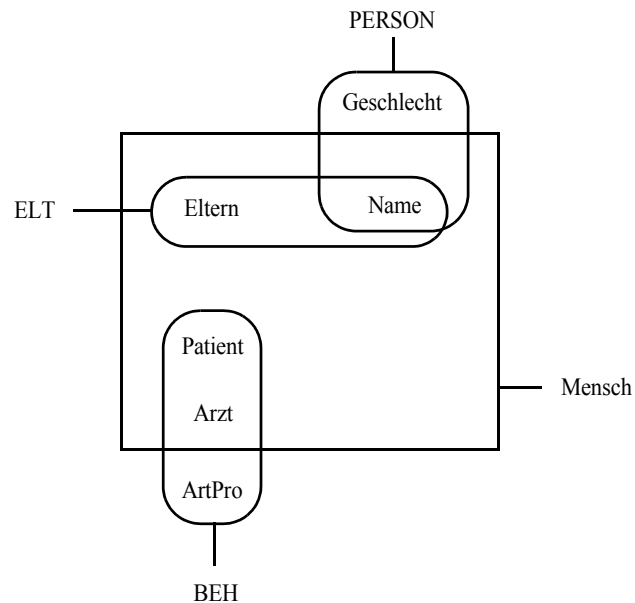 PERSON
Geschlecht
ELT
Eltern
Name
Patient
Mensch
Arzt
ArtPro
BEH